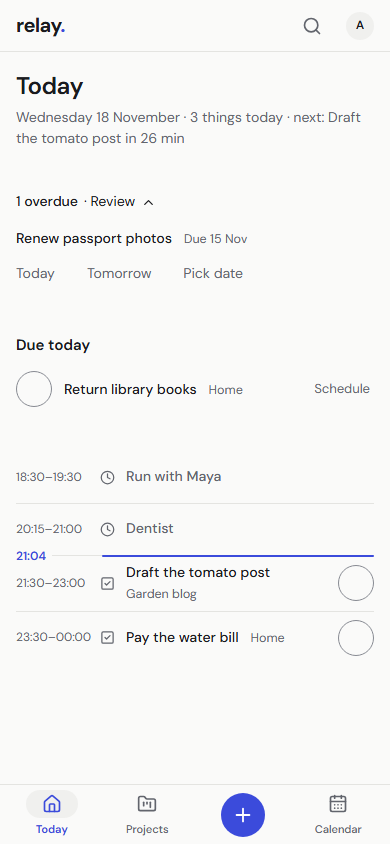 relay.
A
Today
Wednesday 18 November · 3 things today · next: Draft
the tomato post in 26 min
1 overdue · Review
Renew passport photos Due 15 Nov
Today Tomorrow Pick date
Due today
Return library books Home Schedule
18:30–19:30 Run with Maya
20:15–21:00 Dentist
21:04
Draft the tomato post
21:30–23:00
Garden blog
23:30–00:00 Pay the water bill Home
Today Projects Calendar